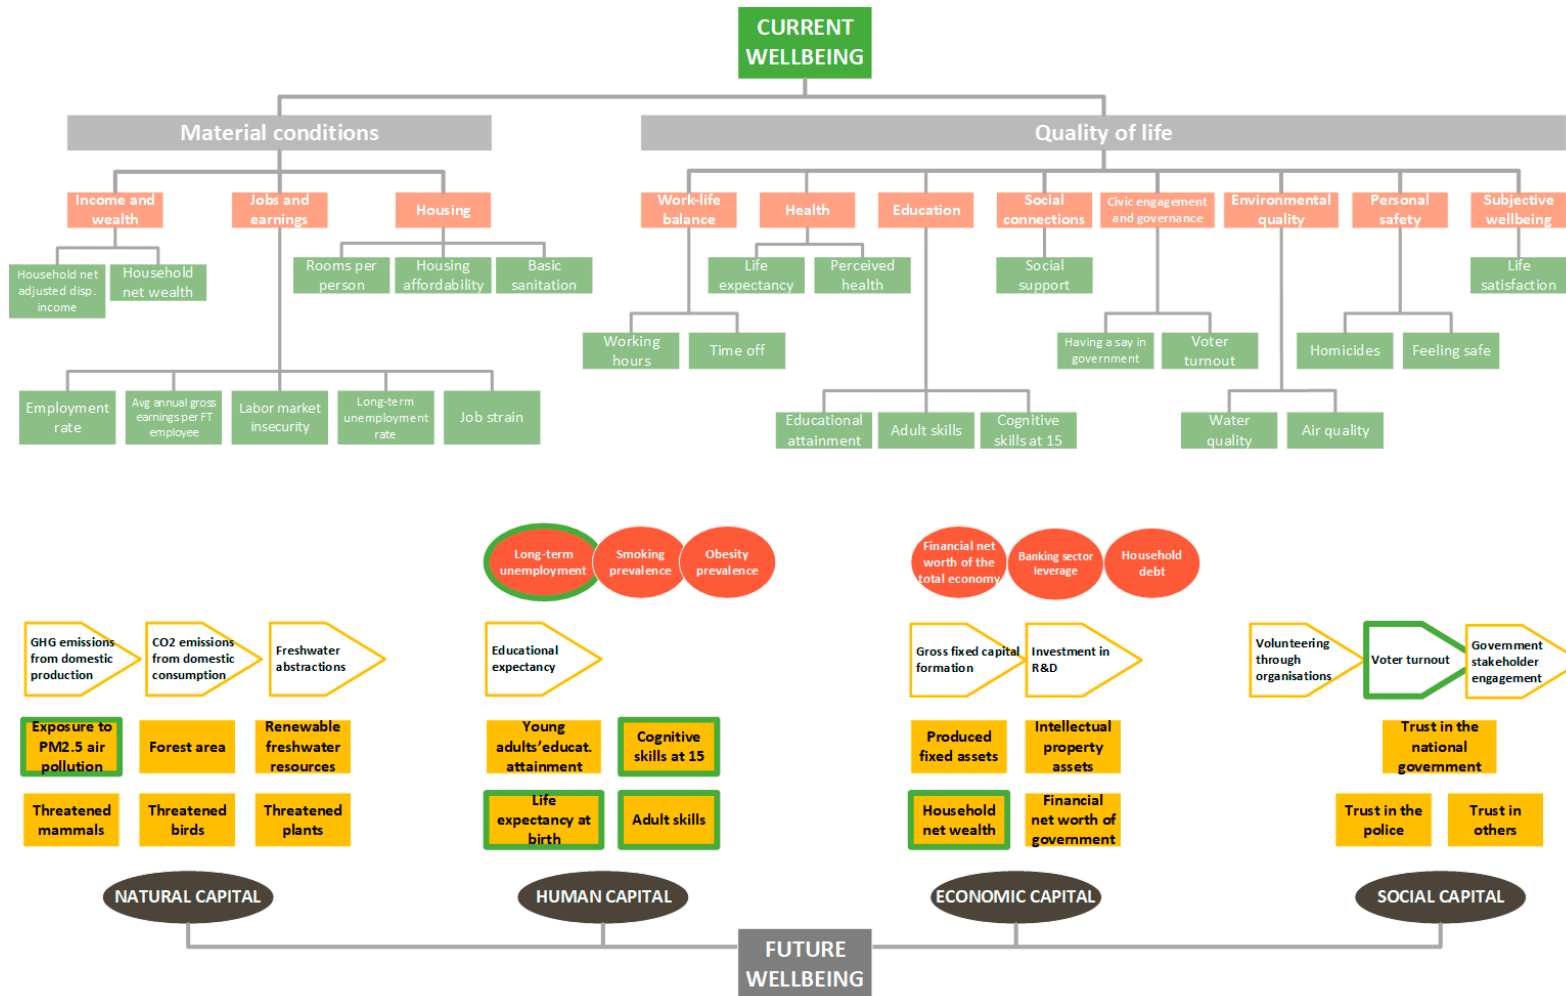 CURRENT
WELLBEING
Material conditions
Quality of life
Income and
wealth
Jobs and
earnings
Housing
Work-life
balance
Health
Education
Social
connections
Civic engagement
and governance
Environmental
quality
Personal
safety
Subjective
wellbeing
Household net
adjusted disp.
income
Household
net wealth
Rooms per
person
Housing
affordability
Basic
sanitation
Life
expectancy
Perceived
health
Social
support
Life
satisfaction
Working
hours
Time off
Having a say in
government
Voter
turnout
Homicides
Feeling safe
Employment
rate
Avg annual gross
earnings per FT
employee
Labor market
insecurity
Long-term
unemployment
rate
Job strain
Educational
attainment
Adult skills
Cognitive
skills at 15
Water
quality
Air quality
Long-term
unemployment
Smoking
prevalence
Obesity
prevalence
Financial net
worth of the
total economy
Banking sector
leverage
Household
debt
GHG emissions
from domestic
production
CO2 emissions
from domestic
consumption
Freshwater
abstractions
Educational
expectancy
Gross fixed capital
formation
Investment in
R&D
Volunteering
through
organisations
Voter turnout
Government
stakeholder
engagement
Exposure to
PM2.5 air
pollution
Forest area
Renewable
freshwater
resources
Young
adults'educat.
attainment
Cognitive
skills at 15
Produced
fixed assets
Intellectual
property
assets
Trust in the
national
government
Threatened
mammals
Threatened
birds
Threatened
plants
Life
expectancy at
birth
Adult skills
Household
net wealth
Financial
net worth of
government
Trust in the
police
Trust in
others
NATURAL CAPITAL
HUMAN CAPITAL
ECONOMIC CAPITAL
SOCIAL CAPITAL
FUTURE
WELLBEING